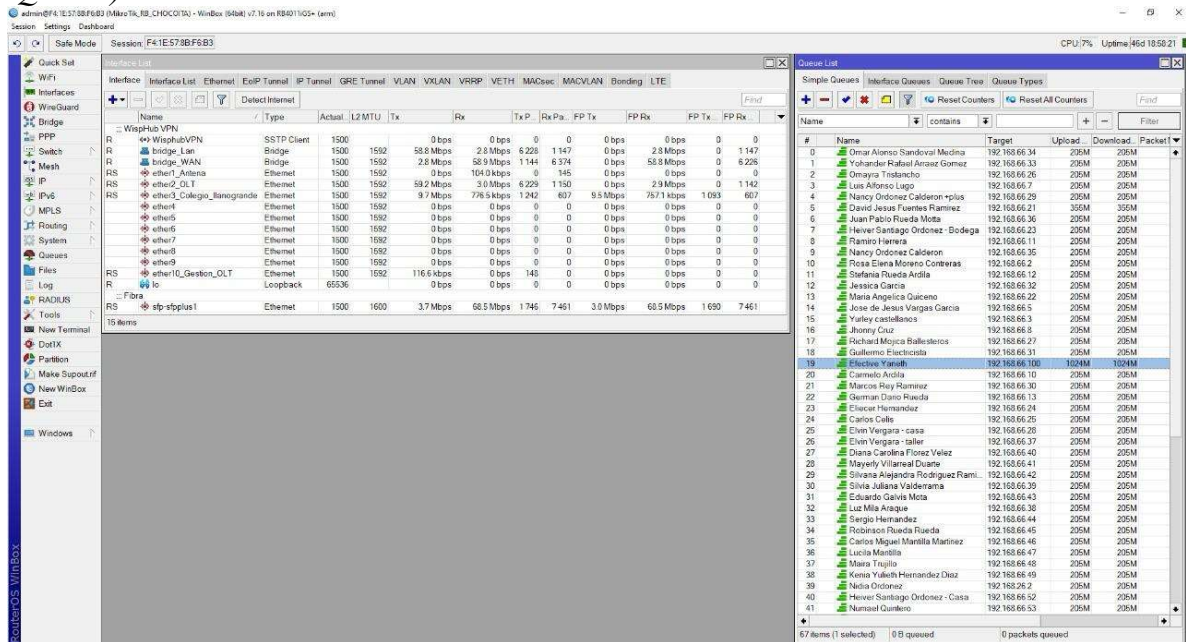 admin@F4:1E:57:8B:F6:B3 (MikroTik_RB_CHOCOITA) - WinBox (64bit) v7.16 on RB4011iGS+ (arm)
Session Settings Dashboard
Safe Mode Session: F4:1E:57:8B:F6:B3 CPU: 7% Uptime: 46d 18:58:21
Quick Set
WiFi
Interfaces
WireGuard
Bridge
PPP
Switch
Mesh
IP
IPv6
MPLS
Routing
System
Queues
Files
Log
RADIUS
Tools
New Terminal
Dot1X
Partition
Make Supout.rif
New WinBox
Exit
Windows
RouterOS WinBox
Interface List
Interface Interface List Ethernet EoIP Tunnel IP Tunnel GRE Tunnel VLAN VXLAN VRRP VETH MACsec MACVLAN Bonding LTE
Detect Internet Find
Name Type Actual... L2 MTU Tx Rx Tx P... Rx Pa... FP Tx FP Rx FP Tx... FP Rx...
::: WispHub VPN
R WisphubVPN SSTP Client 1500 0 bps 0 bps 0 0 0 bps 0 bps 0 0
R bridge_Lan Bridge 1500 1592 58.8 Mbps 2.8 Mbps 6 228 1 147 0 bps 2.8 Mbps 0 1 147
R bridge_WAN Bridge 1500 1592 2.8 Mbps 58.9 Mbps 1 144 6 374 0 bps 58.8 Mbps 0 6 226
RS ether1_Antena Ethernet 1500 1592 0 bps 104.0 kbps 0 145 0 bps 0 bps 0 0
RS ether2_OLT Ethernet 1500 1592 59.2 Mbps 3.0 Mbps 6 229 1 150 0 bps 2.9 Mbps 0 1 142
RS ether3_Colegio_llanogrande Ethernet 1500 1592 9.7 Mbps 776.5 kbps 1 242 607 9.5 Mbps 757.1 kbps 1 093 607
ether4 Ethernet 1500 1592 0 bps 0 bps 0 0 0 bps 0 bps 0 0
ether5 Ethernet 1500 1592 0 bps 0 bps 0 0 0 bps 0 bps 0 0
ether6 Ethernet 1500 1592 0 bps 0 bps 0 0 0 bps 0 bps 0 0
ether7 Ethernet 1500 1592 0 bps 0 bps 0 0 0 bps 0 bps 0 0
ether8 Ethernet 1500 1592 0 bps 0 bps 0 0 0 bps 0 bps 0 0
ether9 Ethernet 1500 1592 0 bps 0 bps 0 0 0 bps 0 bps 0 0
RS ether10_Gestion_OLT Ethernet 1500 1592 116.6 kbps 0 bps 148 0 0 bps 0 bps 0 0
R lo Loopback 65536 0 bps 0 bps 0 0 0 bps 0 bps 0 0
::: Fibra
RS sfp-sfpplus1 Ethernet 1500 1600 3.7 Mbps 68.5 Mbps 1 746 7 461 3.0 Mbps 68.5 Mbps 1 690 7 461
15 items
Queue List
Simple Queues Interface Queues Queue Tree Queue Types
Reset Counters Reset All Counters Find
Name contains Filter
# Name Target Upload... Download... Packet
0 Omar Alonso Sandoval Medina 192.168.66.34 205M 205M
1 Yohander Rafael Arraez Gomez 192.168.66.33 205M 205M
2 Omayra Tristancho 192.168.66.26 205M 205M
3 Luis Alfonso Lugo 192.168.66.7 205M 205M
4 Nancy Ordonez Calderon +plus 192.168.66.29 205M 205M
5 David Jesus Fuentes Ramirez 192.168.66.21 355M 355M
6 Juan Pablo Rueda Motta 192.168.66.36 205M 205M
7 Heiver Santiago Ordonez - Bodega 192.168.66.23 205M 205M
8 Ramiro Herrera 192.168.66.11 205M 205M
9 Nancy Ordonez Calderon 192.168.66.35 205M 205M
10 Rosa Elena Moreno Contreras 192.168.66.2 205M 205M
11 Stefania Rueda Ardila 192.168.66.12 205M 205M
12 Jessica Garcia 192.168.66.32 205M 205M
13 Maria Angelica Quiceno 192.168.66.22 205M 205M
14 Jose de Jesus Vargas Garcia 192.168.66.5 205M 205M
15 Yurley castellanos 192.168.66.3 205M 205M
16 Jhonny Cruz 192.168.66.8 205M 205M
17 Richard Mojica Ballesteros 192.168.66.27 205M 205M
18 Guillermo Electricista 192.168.66.31 205M 205M
19 Efective Yaneth 192.168.66.100 1024M 1024M
20 Carmelo Ardila 192.168.66.10 205M 205M
21 Marcos Rey Ramirez 192.168.66.30 205M 205M
22 German Dario Rueda 192.168.66.13 205M 205M
23 Eliecer Hernandez 192.168.66.24 205M 205M
24 Carlos Celis 192.168.66.25 205M 205M
25 Elvin Vergara - casa 192.168.66.28 205M 205M
26 Elvin Vergara - taller 192.168.66.37 205M 205M
27 Diana Carolina Florez Velez 192.168.66.40 205M 205M
28 Mayerly Villarreal Duarte 192.168.66.41 205M 205M
29 Silvana Alejandra Rodriguez Rami... 192.168.66.42 205M 205M
30 Silvia Juliana Valderrama 192.168.66.39 205M 205M
31 Eduardo Galvis Mota 192.168.66.43 205M 205M
32 Luz Mila Araque 192.168.66.38 205M 205M
33 Sergio Hernandez 192.168.66.44 205M 205M
34 Robinson Rueda Rueda 192.168.66.45 205M 205M
35 Carlos Miguel Mantilla Martinez 192.168.66.46 205M 205M
36 Lucila Mantilla 192.168.66.47 205M 205M
37 Maira Trujillo 192.168.66.48 205M 205M
38 Kenia Yulieth Hernandez Diaz 192.168.66.49 205M 205M
39 Nidia Ordonez 192.168.26.2 205M 205M
40 Heiver Santiago Ordonez - Casa 192.168.66.52 205M 205M
41 Numael Quintero 192.168.66.53 205M 205M
67 items (1 selected) 0 B queued 0 packets queued